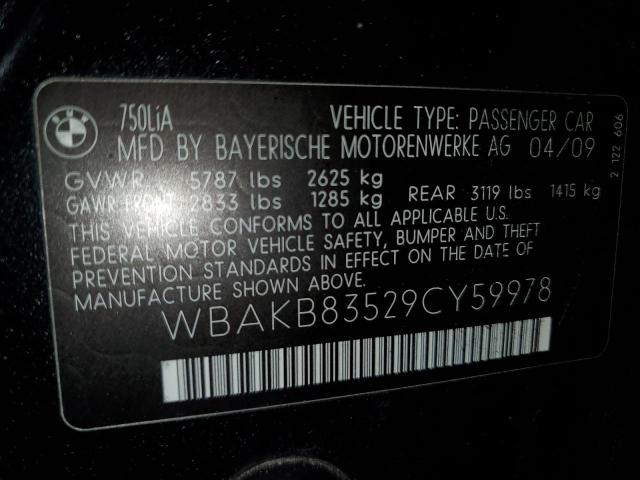 BMW
750LiA VEHICLE TYPE: PASSENGER CAR
MFD BY BAYERISCHE MOTORENWERKE AG 04/09
GVWR 5787 lbs 2625 kg
GAWR FRONT 2833 lbs 1285 kg REAR 3119 lbs 1415 kg
THIS VEHICLE CONFORMS TO ALL APPLICABLE U.S.
FEDERAL MOTOR VEHICLE SAFETY, BUMPER AND THEFT
PREVENTION STANDARDS IN EFFECT ON THE DATE OF
MANUFACTURE SHOWN ABOVE.
WBAKB83529CY59978
2 122 606